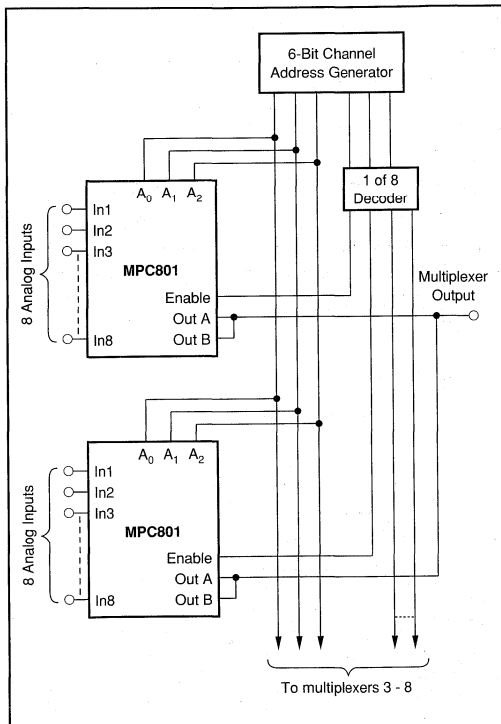 6-Bit Channel
Address Generator
A0 A1 A2
1 of 8
Decoder
8 Analog Inputs
In1
In2
In3
MPC801
Multiplexer
Output
Enable
Out A
Out B
In8
A0 A1 A2
8 Analog Inputs
In1
In2
In3
MPC801
Enable
Out A
Out B
In8
To multiplexers 3 - 8